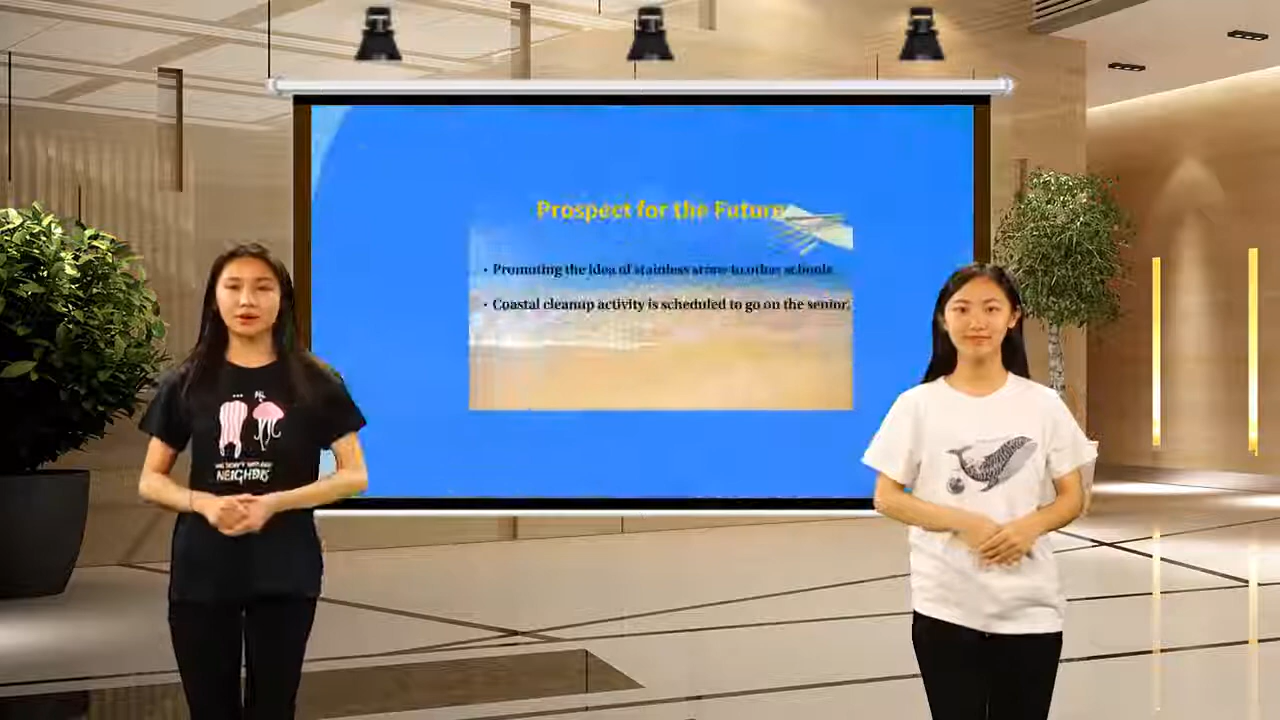 Prospect for the Future
• Promoting the idea of stainless straw to other schools
• Coastal cleanup activity is scheduled to go on the senior.
NEIGHBORS